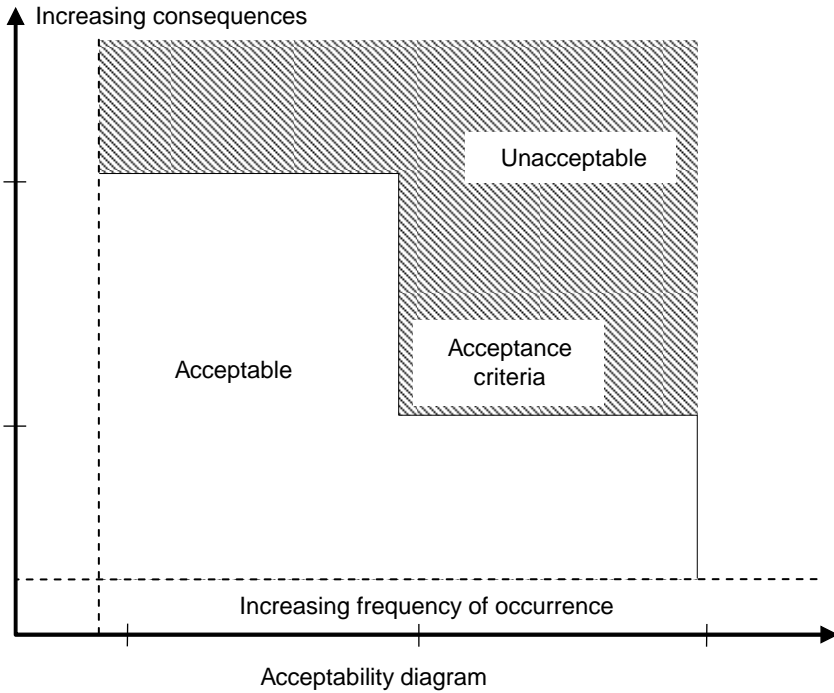 Increasing consequences
Unacceptable
Acceptance
criteria
Acceptable
Increasing frequency of occurrence
Acceptability diagram